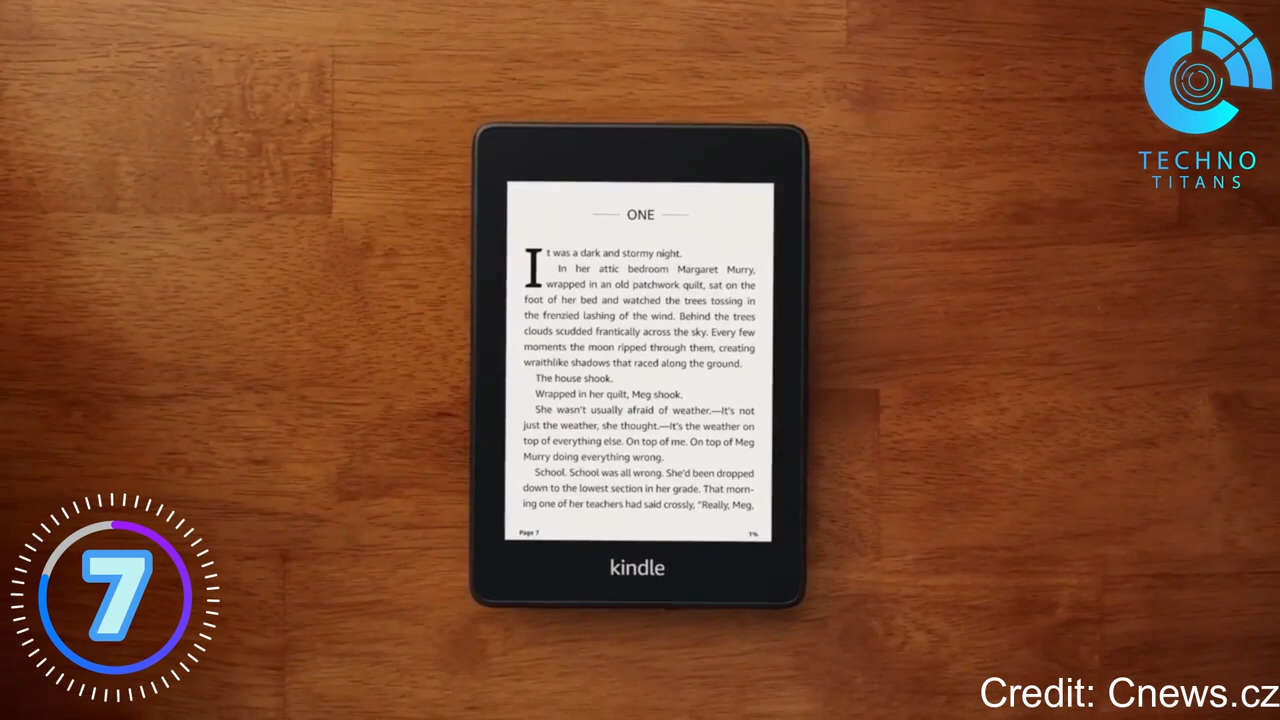 TECHNO
TITANS
ONE
It was a dark and stormy night.
In her attic bedroom Margaret Murry,
wrapped in an old patchwork quilt, sat on the
foot of her bed and watched the trees tossing in
the frenzied lashing of the wind. Behind the trees
clouds scudded frantically across the sky. Every few
moments the moon ripped through them, creating
wraithlike shadows that raced along the ground.
The house shook.
Wrapped in her quilt, Meg shook.
She wasn't usually afraid of weather.—It's not
just the weather, she thought.—It's the weather on
top of everything else. On top of me. On top of Meg
Murry doing everything wrong.
School. School was all wrong. She'd been dropped
down to the lowest section in her grade. That morn-
ing one of her teachers had said crossly, “Really, Meg,
Page 7 1%
kindle
7
Credit: Cnews.cz